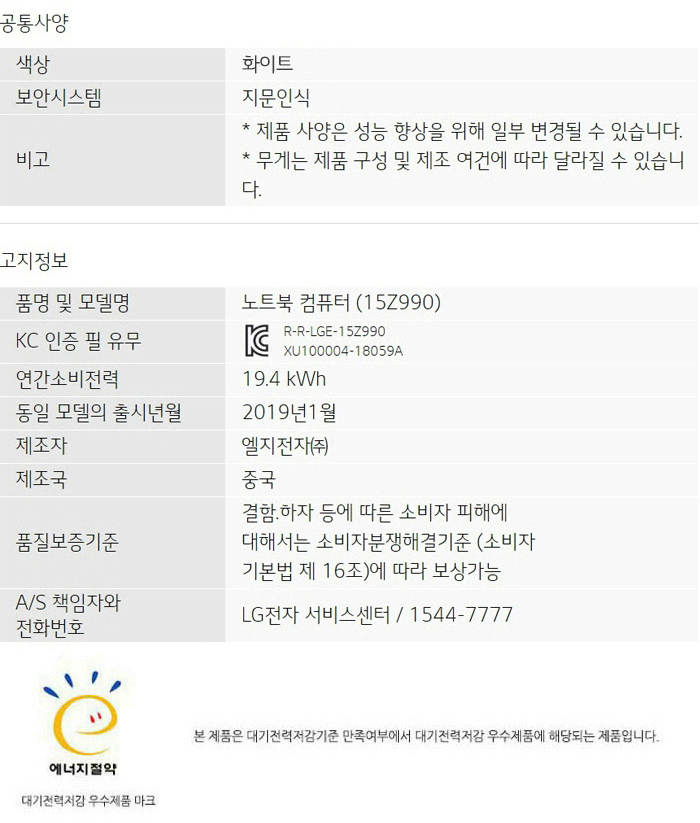 공통사양
색상 화이트
보안시스템 지문인식
* 제품 사양은 성능 향상을 위해 일부 변경될 수 있습니다.
비고
* 무게는 제품 구성 및 제조 여건에 따라 달라질 수 있습니
다.
고지정보
품명 및 모델명 노트북 컴퓨터 (15Z990)
KC 인증 필 유무
R-R-LGE-15Z990
XU100004-18059A
연간소비전력 19.4 kWh
동일 모델의 출시년월 2019년1월
제조자 엘지전자㈜
제조국 중국
품질보증기준
결함.하자 등에 따른 소비자 피해에
대해서는 소비자분쟁해결기준 (소비자
기본법 제 16조)에 따라 보상가능
A/S 책임자와
전화번호
LG전자 서비스센터 / 1544-7777
에너지절약
본 제품은 대기전력저감기준 만족여부에서 대기전력저감 우수제품에 해당되는 제품입니다.
대기전력저감 우수제품 마크